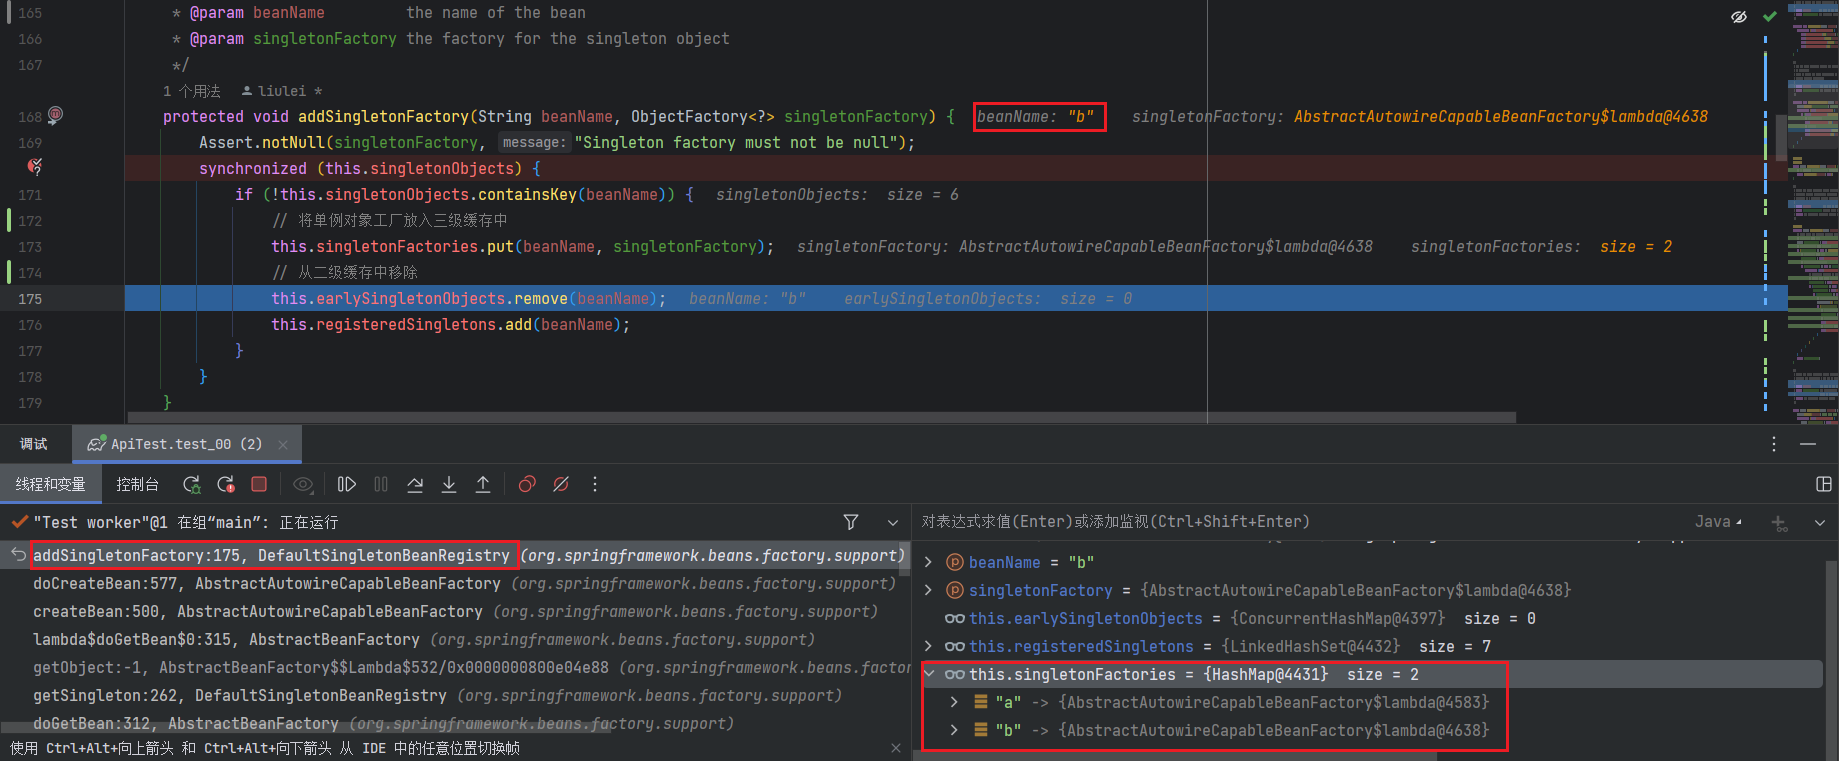 165 * @param beanName the name of the bean
166 * @param singletonFactory the factory for the singleton object
167 */
1 个用法 liulei *
168 protected void addSingletonFactory(String beanName, ObjectFactory<?> singletonFactory) { beanName: "b" singletonFactory: AbstractAutowireCapableBeanFactory$lambda@4638
169 Assert.notNull(singletonFactory, message: "Singleton factory must not be null");
synchronized (this.singletonObjects) {
171 if (!this.singletonObjects.containsKey(beanName)) { singletonObjects: size = 6
172 // 将单例对象工厂放入三级缓存中
173 this.singletonFactories.put(beanName, singletonFactory); singletonFactory: AbstractAutowireCapableBeanFactory$lambda@4638 singletonFactories: size = 2
174 // 从二级缓存中移除
175 this.earlySingletonObjects.remove(beanName); beanName: "b" earlySingletonObjects: size = 0
176 this.registeredSingletons.add(beanName);
177 }
178 }
179 }
调试 ApiTest.test_00 (2)
线程和变量 控制台
"Test worker"@1 在组“main”: 正在运行
addSingletonFactory:175, DefaultSingletonBeanRegistry (org.springframework.beans.factory.support)
doCreateBean:577, AbstractAutowireCapableBeanFactory (org.springframework.beans.factory.support)
createBean:500, AbstractAutowireCapableBeanFactory (org.springframework.beans.factory.support)
lambda$doGetBean$0:315, AbstractBeanFactory (org.springframework.beans.factory.support)
getObject:-1, AbstractBeanFactory$$Lambda$532/0x0000000800e04e88 (org.springframework.beans.factor
getSingleton:262, DefaultSingletonBeanRegistry (org.springframework.beans.factory.support)
doGetBean:312, AbstractBeanFactory (org.springframework.beans.factory.support)
使用 Ctrl+Alt+向上箭头 和 Ctrl+Alt+向下箭头 从 IDE 中的任意位置切换帧
对表达式求值(Enter)或添加监视(Ctrl+Shift+Enter) Java
beanName = "b"
singletonFactory = {AbstractAutowireCapableBeanFactory$lambda@4638}
this.earlySingletonObjects = {ConcurrentHashMap@4397} size = 0
this.registeredSingletons = {LinkedHashSet@4432} size = 7
this.singletonFactories = {HashMap@4431} size = 2
"a" -> {AbstractAutowireCapableBeanFactory$lambda@4583}
"b" -> {AbstractAutowireCapableBeanFactory$lambda@4638}